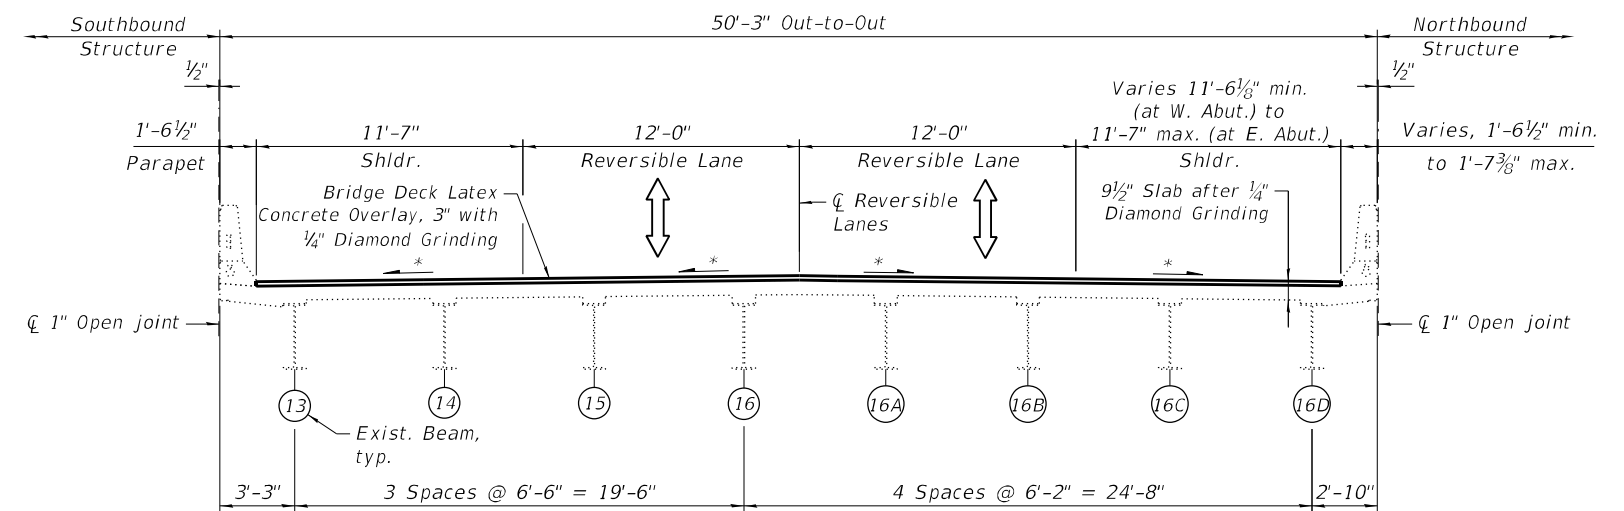 Southbound
Structure
50'-3" Out-to-Out
Northbound
Structure
½"
½"
1'-6½"
Parapet
11'-7"
Shldr.
12'-0"
Reversible Lane
12'-0"
Reversible Lane
Varies 11'-6⅛" min.
(at W. Abut.) to
11'-7" max. (at E. Abut.)
Shldr.
Varies, 1'-6½" min.
to 1'-7⅜" max.
Bridge Deck Latex
Concrete Overlay, 3" with
¼" Diamond Grinding
℄ Reversible
Lanes
9½" Slab after ¼"
Diamond Grinding
* * * *
℄ 1" Open joint
℄ 1" Open joint
13 14 15 16 16A 16B 16C 16D
Exist. Beam,
typ.
3'-3" 3 Spaces @ 6'-6" = 19'-6" 4 Spaces @ 6'-2" = 24'-8" 2'-10"